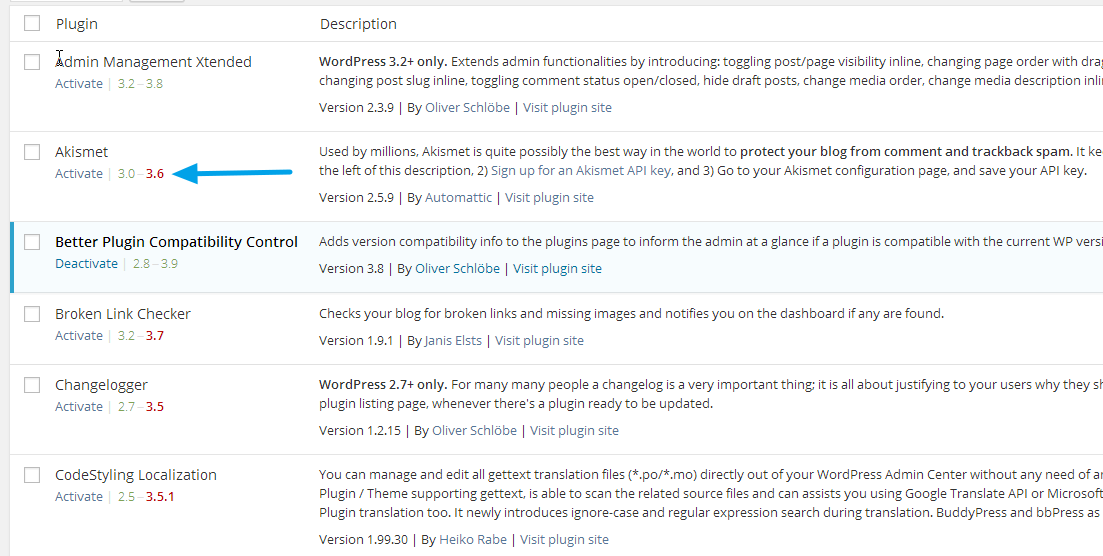 Plugin Description
Admin Management Xtended
Activate | 3.2 – 3.8
WordPress 3.2+ only. Extends admin functionalities by introducing: toggling post/page visibility inline, changing page order with drag
changing post slug inline, toggling comment status open/closed, hide draft posts, change media order, change media description inli
Version 2.3.9 | By Oliver Schlöbe | Visit plugin site
Akismet
Activate | 3.0 – 3.6
Used by millions, Akismet is quite possibly the best way in the world to protect your blog from comment and trackback spam. It ke
the left of this description, 2) Sign up for an Akismet API key, and 3) Go to your Akismet configuration page, and save your API key.
Version 2.5.9 | By Automattic | Visit plugin site
Better Plugin Compatibility Control
Deactivate | 2.8 – 3.9
Adds version compatibility info to the plugins page to inform the admin at a glance if a plugin is compatible with the current WP versi
Version 3.8 | By Oliver Schlöbe | Visit plugin site
Broken Link Checker
Activate | 3.2 – 3.7
Checks your blog for broken links and missing images and notifies you on the dashboard if any are found.
Version 1.9.1 | By Janis Elsts | Visit plugin site
Changelogger
Activate | 2.7 – 3.5
WordPress 2.7+ only. For many many people a changelog is a very important thing; it is all about justifying to your users why they sh
plugin listing page, whenever there's a plugin ready to be updated.
Version 1.2.15 | By Oliver Schlöbe | Visit plugin site
CodeStyling Localization
Activate | 2.5 – 3.5.1
You can manage and edit all gettext translation files (*.po/*.mo) directly out of your WordPress Admin Center without any need of a
Plugin / Theme supporting gettext, is able to scan the related source files and can assists you using Google Translate API or Microsoft
Plugin translation too. It newly introduces ignore-case and regular expression search during translation. BuddyPress and bbPress as
Version 1.99.30 | By Heiko Rabe | Visit plugin site